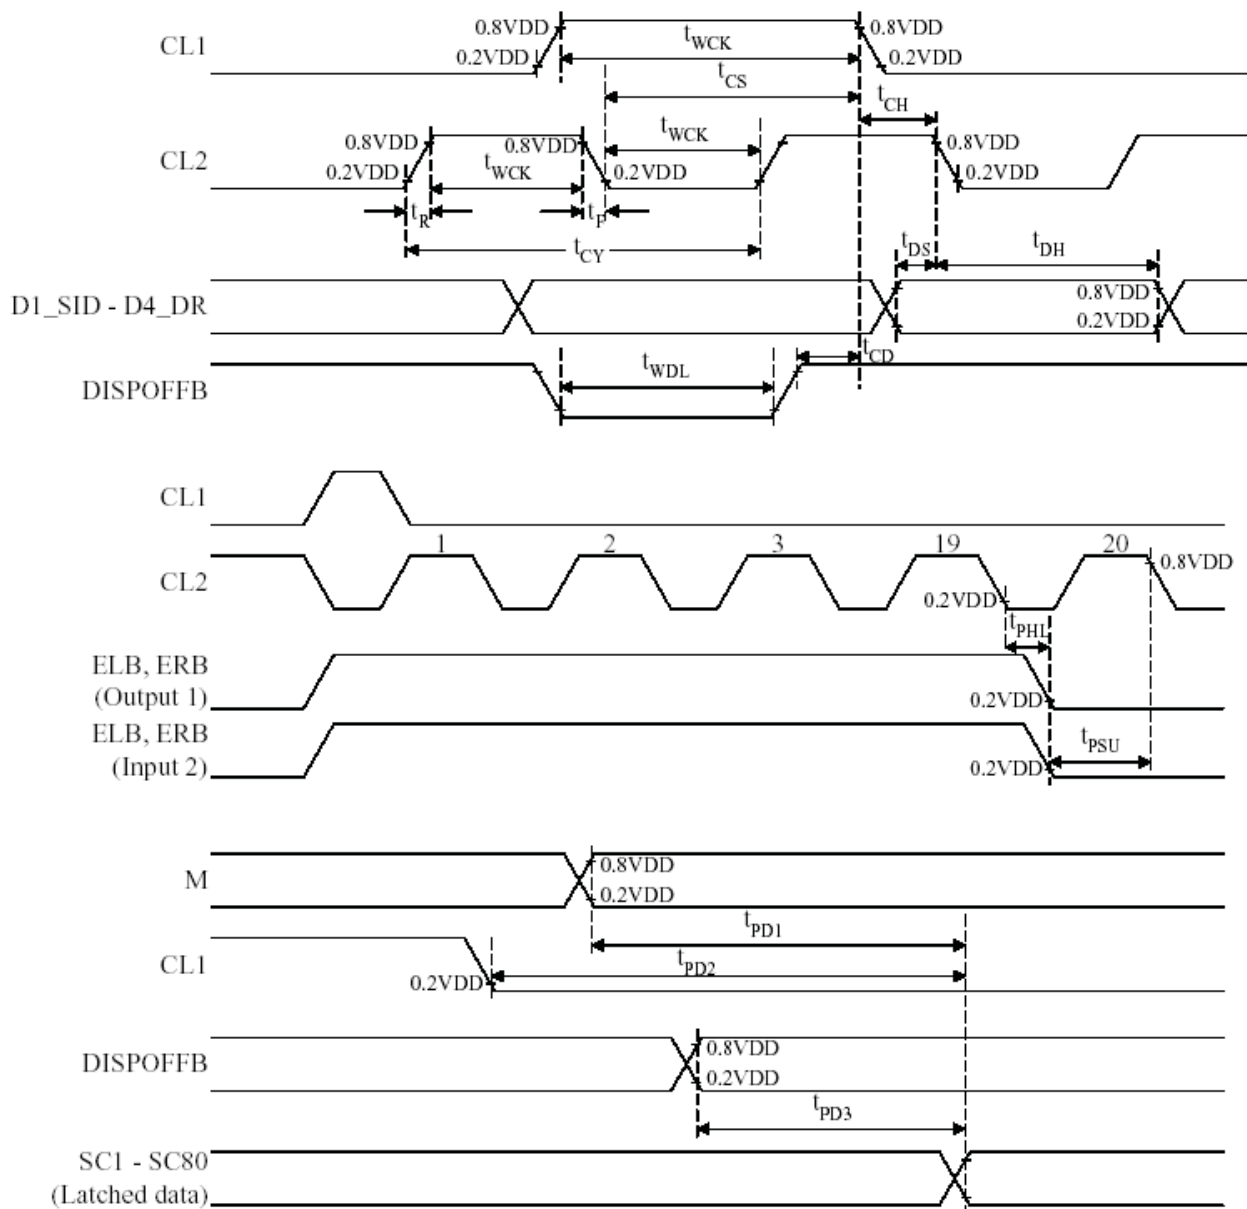 CL1
0.8VDD
0.2VDD
tWCK
0.8VDD
0.2VDD
tCS
tCH
CL2
0.8VDD
0.2VDD
tWCK
0.8VDD
tWCK
0.2VDD
0.8VDD
0.2VDD
tR
tF
tCY
tDS
tDH
D1_SID - D4_DR
0.8VDD
0.2VDD
tCD
DISPOFFB
tWDL
CL1
CL2
1
2
3
19
20
0.8VDD
0.2VDD
tPHL
ELB, ERB
(Output 1)
0.2VDD
ELB, ERB
(Input 2)
0.2VDD
tPSU
M
0.8VDD
0.2VDD
tPD1
CL1
0.2VDD
tPD2
DISPOFFB
0.8VDD
0.2VDD
tPD3
SC1 - SC80
(Latched data)